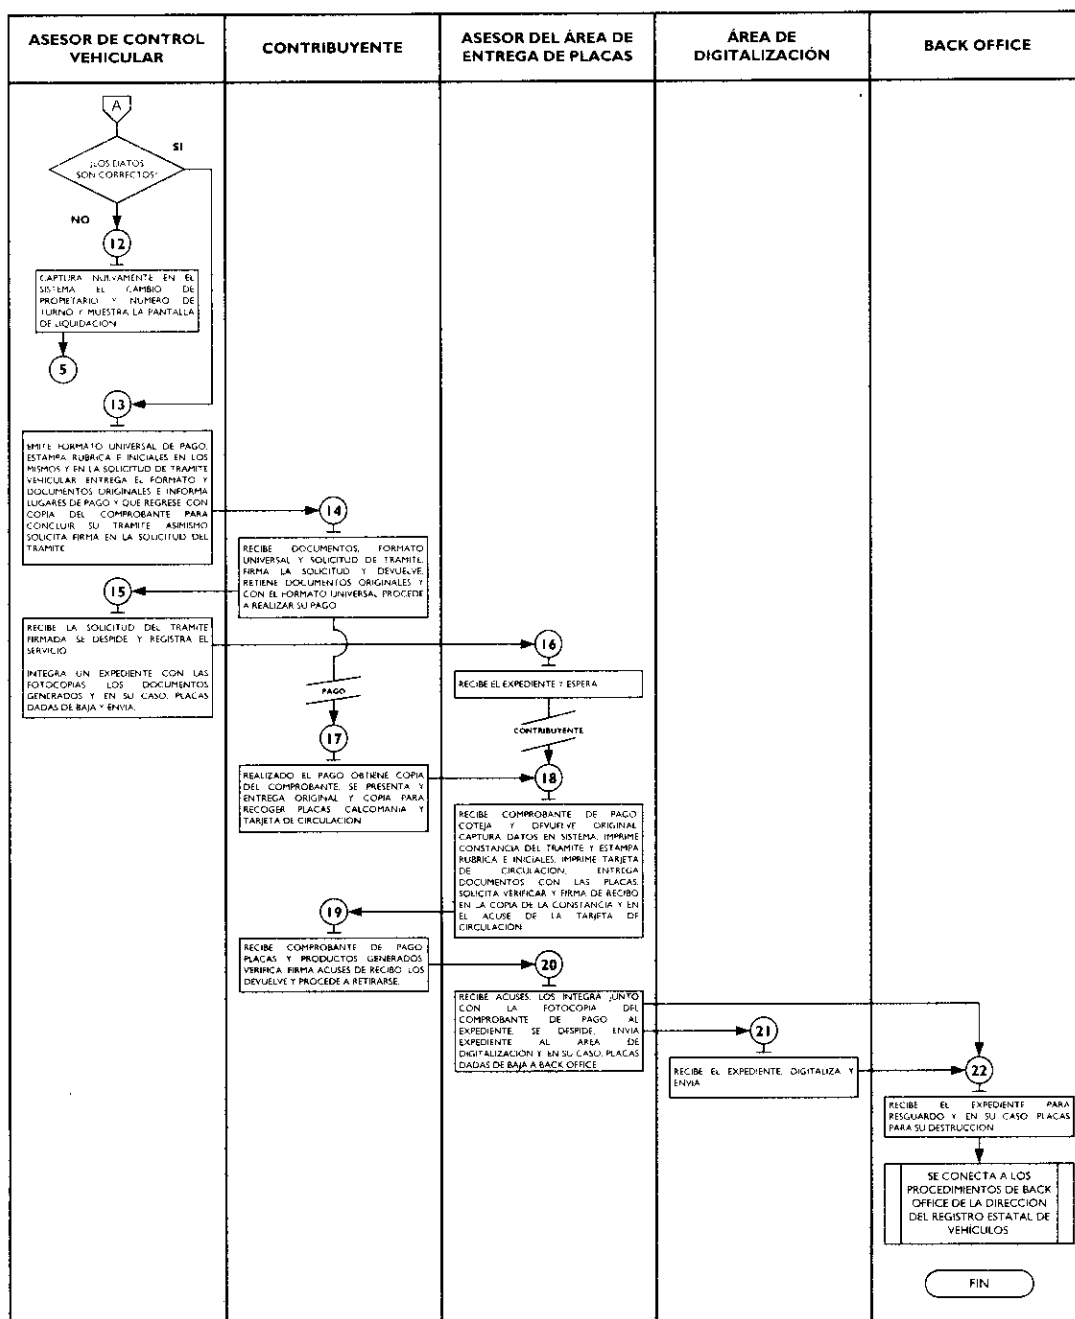 ASESOR DE CONTROL
VEHICULAR
CONTRIBUYENTE
ASESOR DEL ÁREA DE
ENTREGA DE PLACAS
ÁREA DE
DIGITALIZACIÓN
BACK OFFICE
A
¿LOS DATOS
SON CORRECTOS?
SI
NO
12
CAPTURA NUEVAMENTE EN EL
SISTEMA EL CAMBIO DE
PROPIETARIO Y NUMERO DE
TURNO Y MUESTRA LA PANTALLA
DE LIQUIDACION
5
13
EMITE FORMATO UNIVERSAL DE PAGO,
ESTAMPA RUBRICA E INICIALES EN LOS
MISMOS Y EN LA SOLICITUD DE TRAMITE
VEHICULAR ENTREGA EL FORMATO Y
DOCUMENTOS ORIGINALES E INFORMA
LUGARES DE PAGO Y QUE REGRESE CON
COPIA DEL COMPROBANTE PARA
CONCLUIR SU TRAMITE ASIMISMO
SOLICITA FIRMA EN LA SOLICITUD DEL
TRAMITE
14
RECIBE DOCUMENTOS, FORMATO
UNIVERSAL Y SOLICITUD DE TRAMITE,
FIRMA LA SOLICITUD Y DEVUELVE,
RETIENE DOCUMENTOS ORIGINALES Y
CON EL FORMATO UNIVERSAL PROCEDE
A REALIZAR SU PAGO
15
RECIBE LA SOLICITUD DEL TRAMITE
FIRMADA SE DESPIDE Y REGISTRA EL
SERVICIO
INTEGRA UN EXPEDIENTE CON LAS
FOTOCOPIAS LOS DOCUMENTOS
GENERADOS Y EN SU CASO, PLACAS
DADAS DE BAJA Y ENVIA.
16
RECIBE EL EXPEDIENTE Y ESPERA
PAGO
CONTRIBUYENTE
17
REALIZADO EL PAGO OBTIENE COPIA
DEL COMPROBANTE, SE PRESENTA Y
ENTREGA ORIGINAL Y COPIA PARA
RECOGER PLACAS CALCOMANIA Y
TARJETA DE CIRCULACION
18
RECIBE COMPROBANTE DE PAGO
COTEJA Y DEVUELVE ORIGINAL
CAPTURA DATOS EN SISTEMA, IMPRIME
CONSTANCIA DEL TRAMITE Y ESTAMPA
RUBRICA E INICIALES, IMPRIME TARJETA
DE CIRCULACION, ENTREGA
DOCUMENTOS CON LAS PLACAS,
SOLICITA VERIFICAR Y FIRMA DE RECIBO
EN LA COPIA DE LA CONSTANCIA Y EN
EL ACUSE DE LA TARJETA DE
CIRCULACION
19
RECIBE COMPROBANTE DE PAGO
PLACAS Y PRODUCTOS GENERADOS
VERIFICA FIRMA ACUSES DE RECIBO LOS
DEVUELVE Y PROCEDE A RETIRARSE.
20
RECIBE ACUSES, LOS INTEGRA JUNTO
CON LA FOTOCOPIA DEL
COMPROBANTE DE PAGO AL
EXPEDIENTE, SE DESPIDE, ENVIA
EXPEDIENTE AL AREA DE
DIGITALIZACIÓN Y EN SU CASO, PLACAS
DADAS DE BAJA A BACK OFFICE
21
RECIBE EL EXPEDIENTE, DIGITALIZA Y
ENVIA
22
RECIBE EL EXPEDIENTE PARA
RESGUARDO Y EN SU CASO PLACAS
PARA SU DESTRUCCION
SE CONECTA A LOS
PROCEDIMIENTOS DE BACK
OFFICE DE LA DIRECCIÓN
DEL REGISTRO ESTATAL DE
VEHÍCULOS
FIN